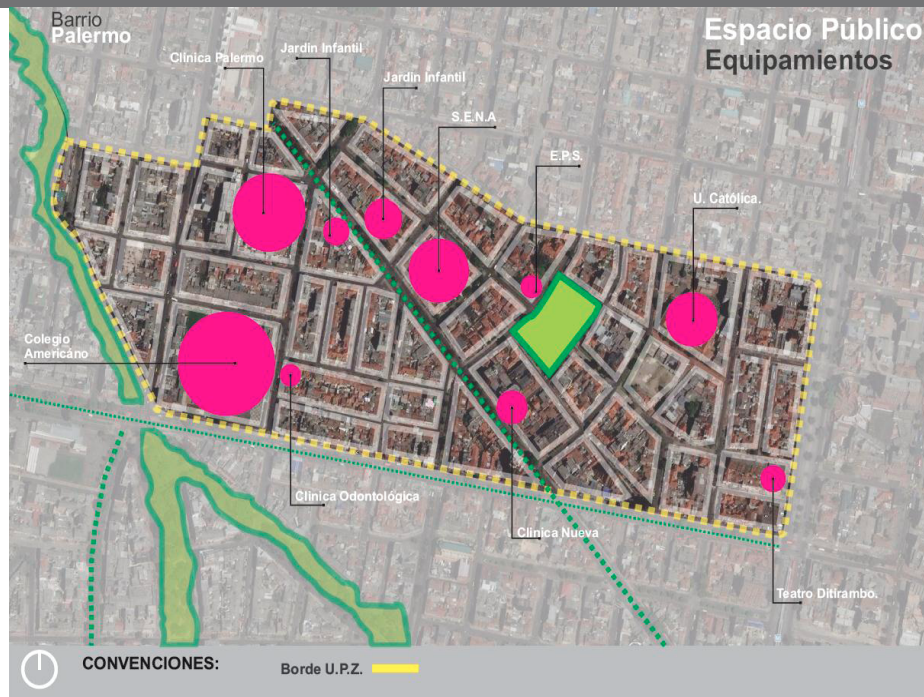 Barrio
Palermo
Espacio Público
Equipamientos
Clínica Palermo
Jardín Infantil
Jardín Infantil
S.E.N.A
E.P.S.
U. Católica.
Colegio
Americáno
Clínica Odontológica
Clínica Nueva
Teatro Ditirambo.
CONVENCIONES:
Borde U.P.Z.